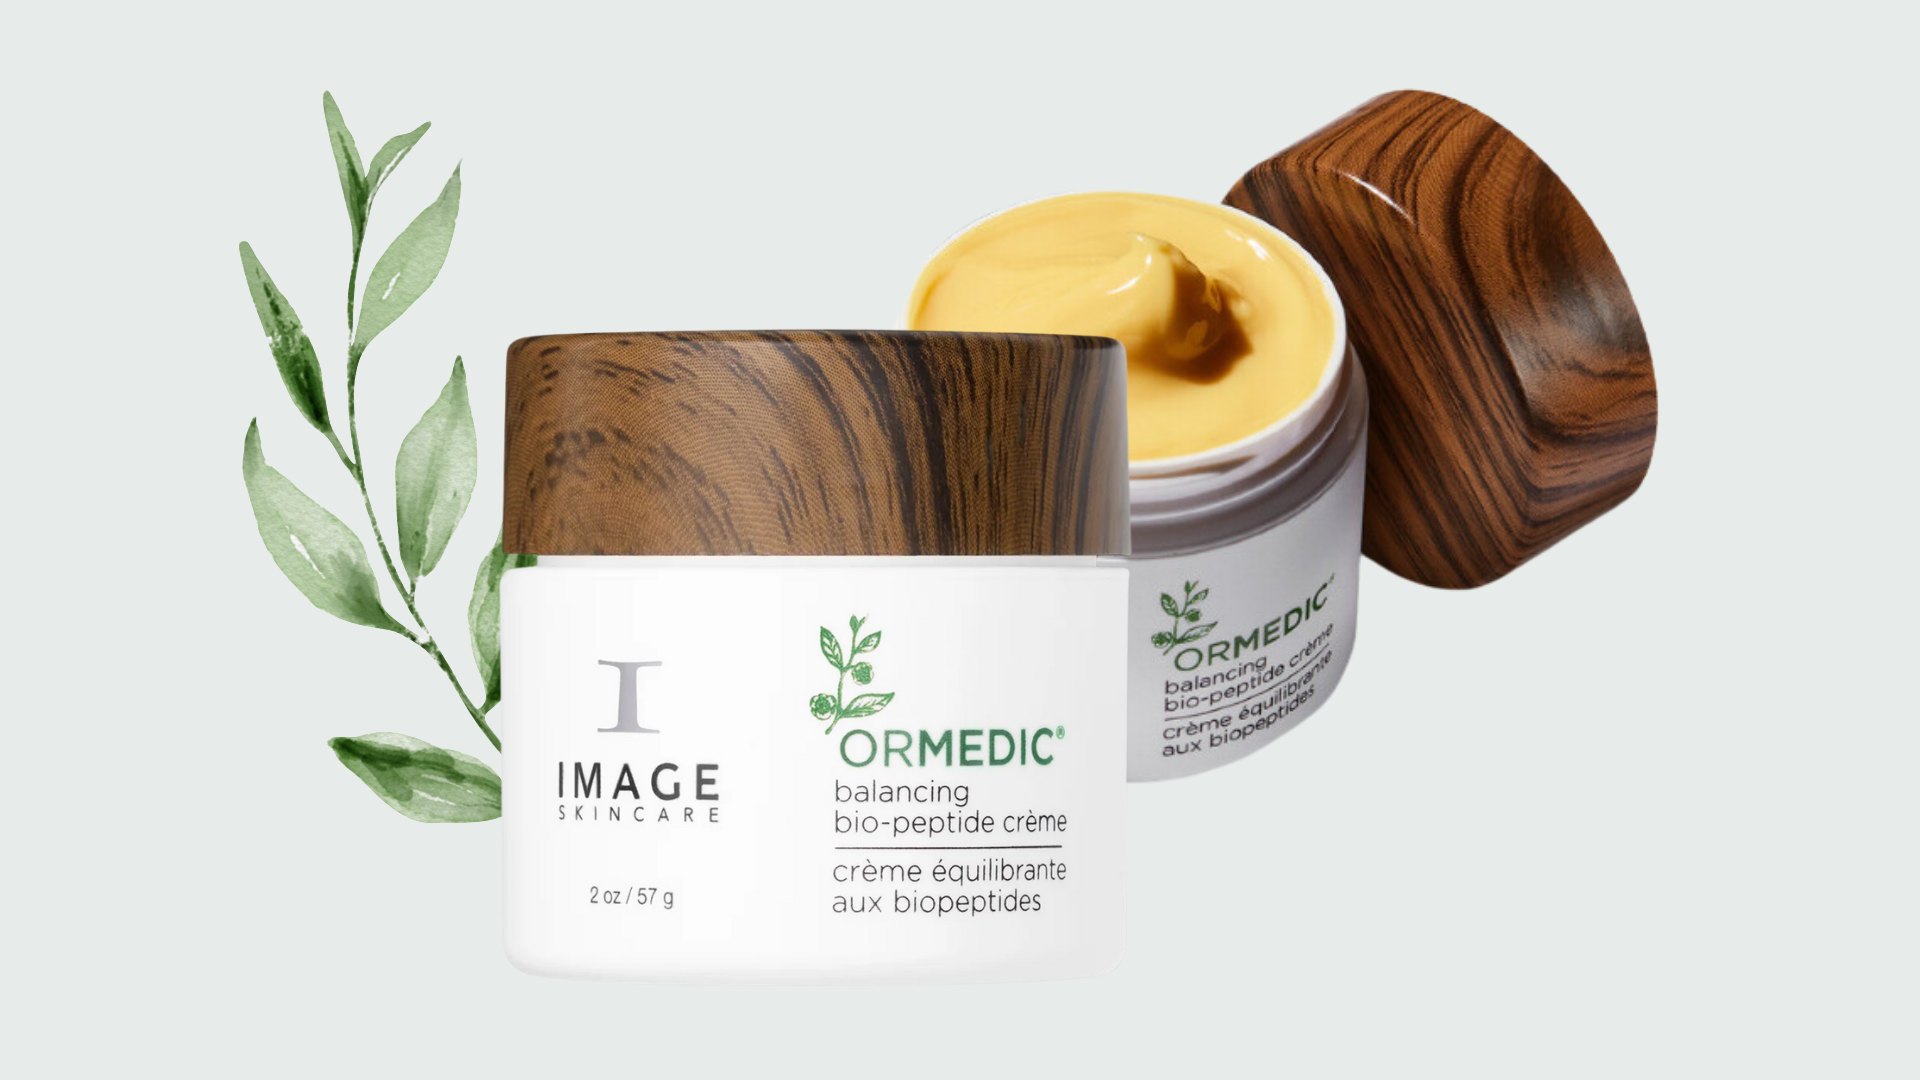 I
IMAGE
SKINCARE
2 oz / 57 g
ORMEDIC®
balancing
bio-peptide crème
crème équilibrante
aux biopeptides
ORMEDIC®
balancing
bio-peptide crème
crème équilibrante
aux biopeptides